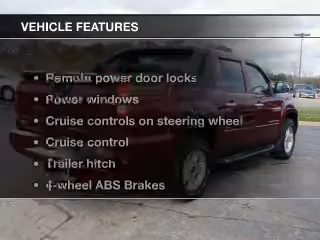 VEHICLE FEATURES
• Remote power door locks
• Power windows
• Cruise controls on steering wheel
• Cruise control
• Trailer hitch
• 4-wheel ABS Brakes